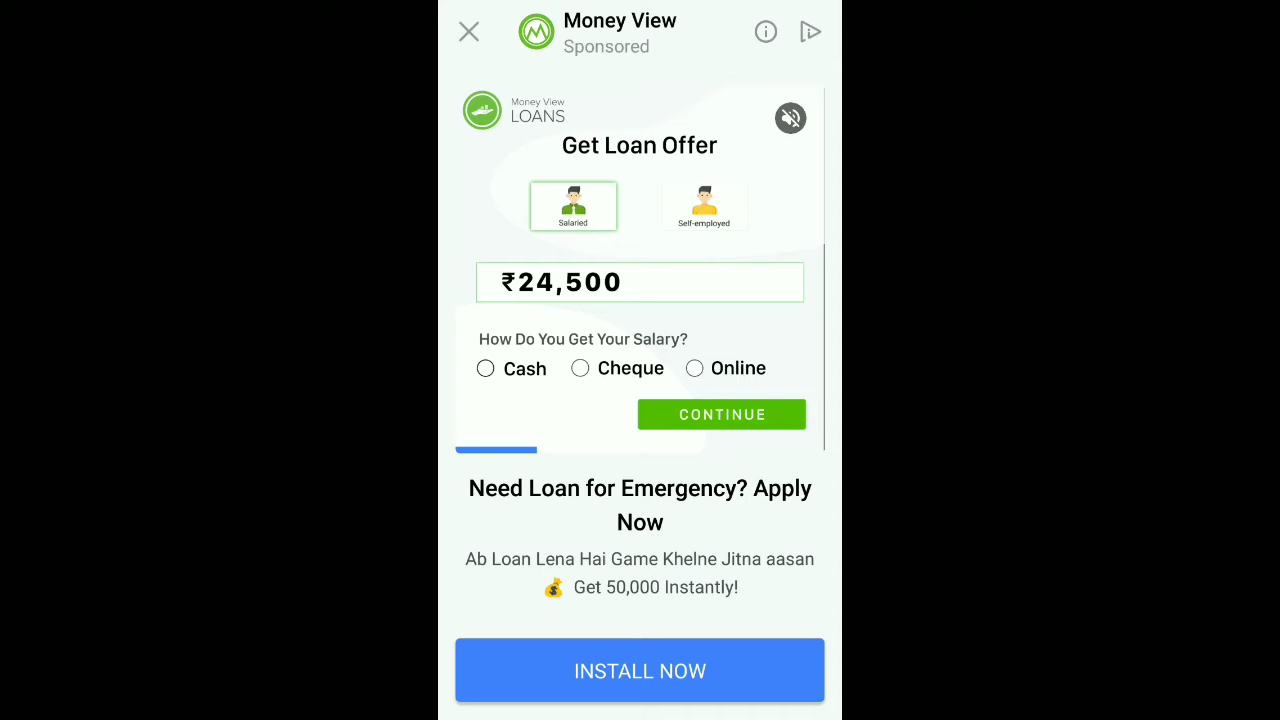 Money View
Sponsored
Money View
LOANS
Get Loan Offer
Salaried Self-employed
₹24,500
How Do You Get Your Salary?
Cash Cheque Online
CONTINUE
Need Loan for Emergency? Apply
Now
Ab Loan Lena Hai Game Khelne Jitna aasan
💰 Get 50,000 Instantly!
INSTALL NOW